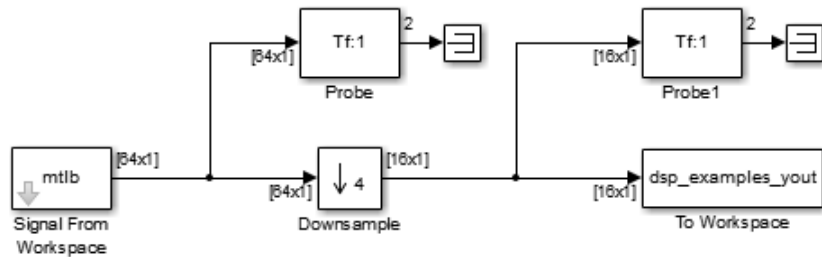 Tf:1
2
[64x1]
Probe
Tf:1
2
[16x1]
Probe1
mtlb
[64x1]
Signal From
Workspace
[64x1]
↓ 4
[16x1]
Downsample
[16x1]
dsp_examples_yout
To Workspace